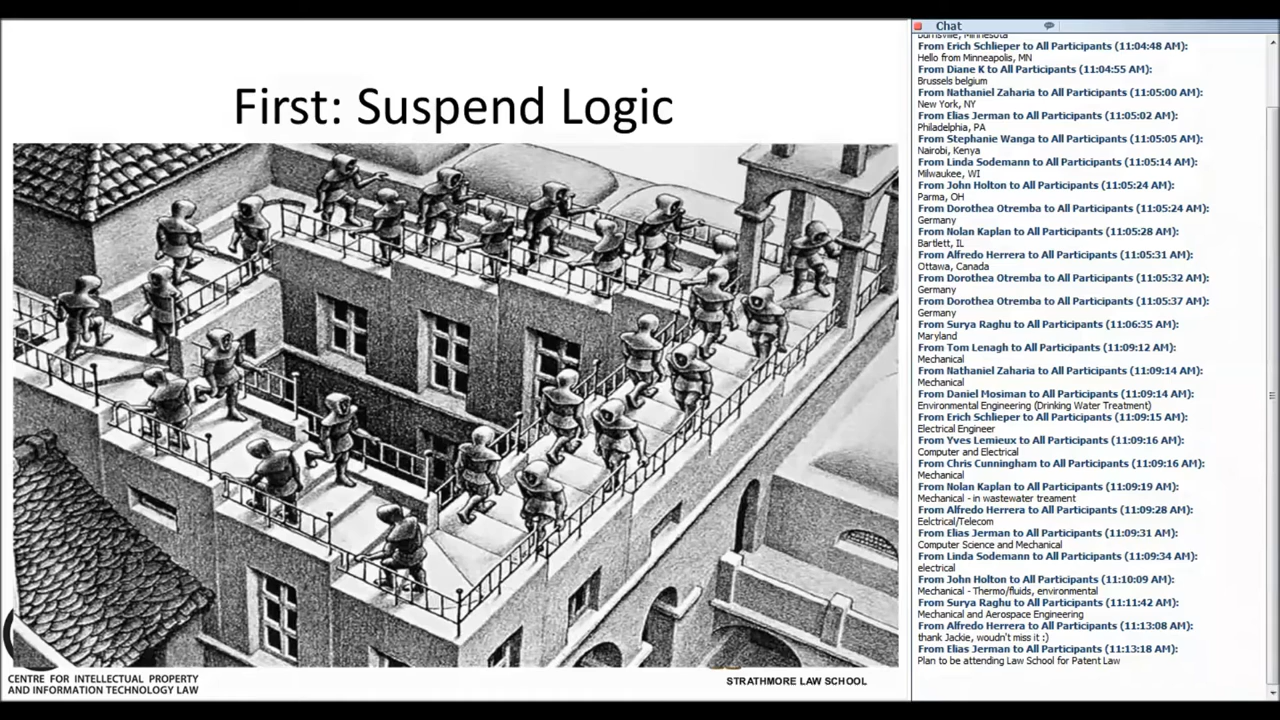 First: Suspend Logic
CENTRE FOR INTELLECTUAL PROPERTY
AND INFORMATION TECHNOLOGY LAW
STRATHMORE LAW SCHOOL
Chat
Burnsville, Minnesota
From Erich Schlieper to All Participants (11:04:48 AM):
Hello from Minneapolis, MN
From Diane K to All Participants (11:04:55 AM):
Brussels belgium
From Nathaniel Zaharia to All Participants (11:05:00 AM):
New York, NY
From Elias Jerman to All Participants (11:05:02 AM):
Philadelphia, PA
From Stephanie Wanga to All Participants (11:05:05 AM):
Nairobi, Kenya
From Linda Sodemann to All Participants (11:05:14 AM):
Milwaukee, WI
From John Holton to All Participants (11:05:24 AM):
Parma, OH
From Dorothea Otremba to All Participants (11:05:24 AM):
Germany
From Nolan Kaplan to All Participants (11:05:28 AM):
Bartlett, IL
From Alfredo Herrera to All Participants (11:05:31 AM):
Ottawa, Canada
From Dorothea Otremba to All Participants (11:05:32 AM):
Germany
From Dorothea Otremba to All Participants (11:05:37 AM):
Germany
From Surya Raghu to All Participants (11:06:35 AM):
Maryland
From Tom Lenagh to All Participants (11:09:12 AM):
Mechanical
From Nathaniel Zaharia to All Participants (11:09:14 AM):
Mechanical
From Daniel Mosiman to All Participants (11:09:14 AM):
Environmental Engineering (Drinking Water Treatment)
From Erich Schlieper to All Participants (11:09:15 AM):
Electrical Engineer
From Yves Lemieux to All Participants (11:09:16 AM):
Computer and Electrical
From Chris Cunningham to All Participants (11:09:16 AM):
Mechanical
From Nolan Kaplan to All Participants (11:09:19 AM):
Mechanical - in wastewater treament
From Alfredo Herrera to All Participants (11:09:28 AM):
Eelctrical/Telecom
From Elias Jerman to All Participants (11:09:31 AM):
Computer Science and Mechanical
From Linda Sodemann to All Participants (11:09:34 AM):
electrical
From John Holton to All Participants (11:10:09 AM):
Mechanical - Thermo/fluids, environmental
From Surya Raghu to All Participants (11:11:42 AM):
Mechanical and Aerospace Engineering
From Alfredo Herrera to All Participants (11:13:08 AM):
thank Jackie, woudn't miss it :)
From Elias Jerman to All Participants (11:13:18 AM):
Plan to be attending Law School for Patent Law